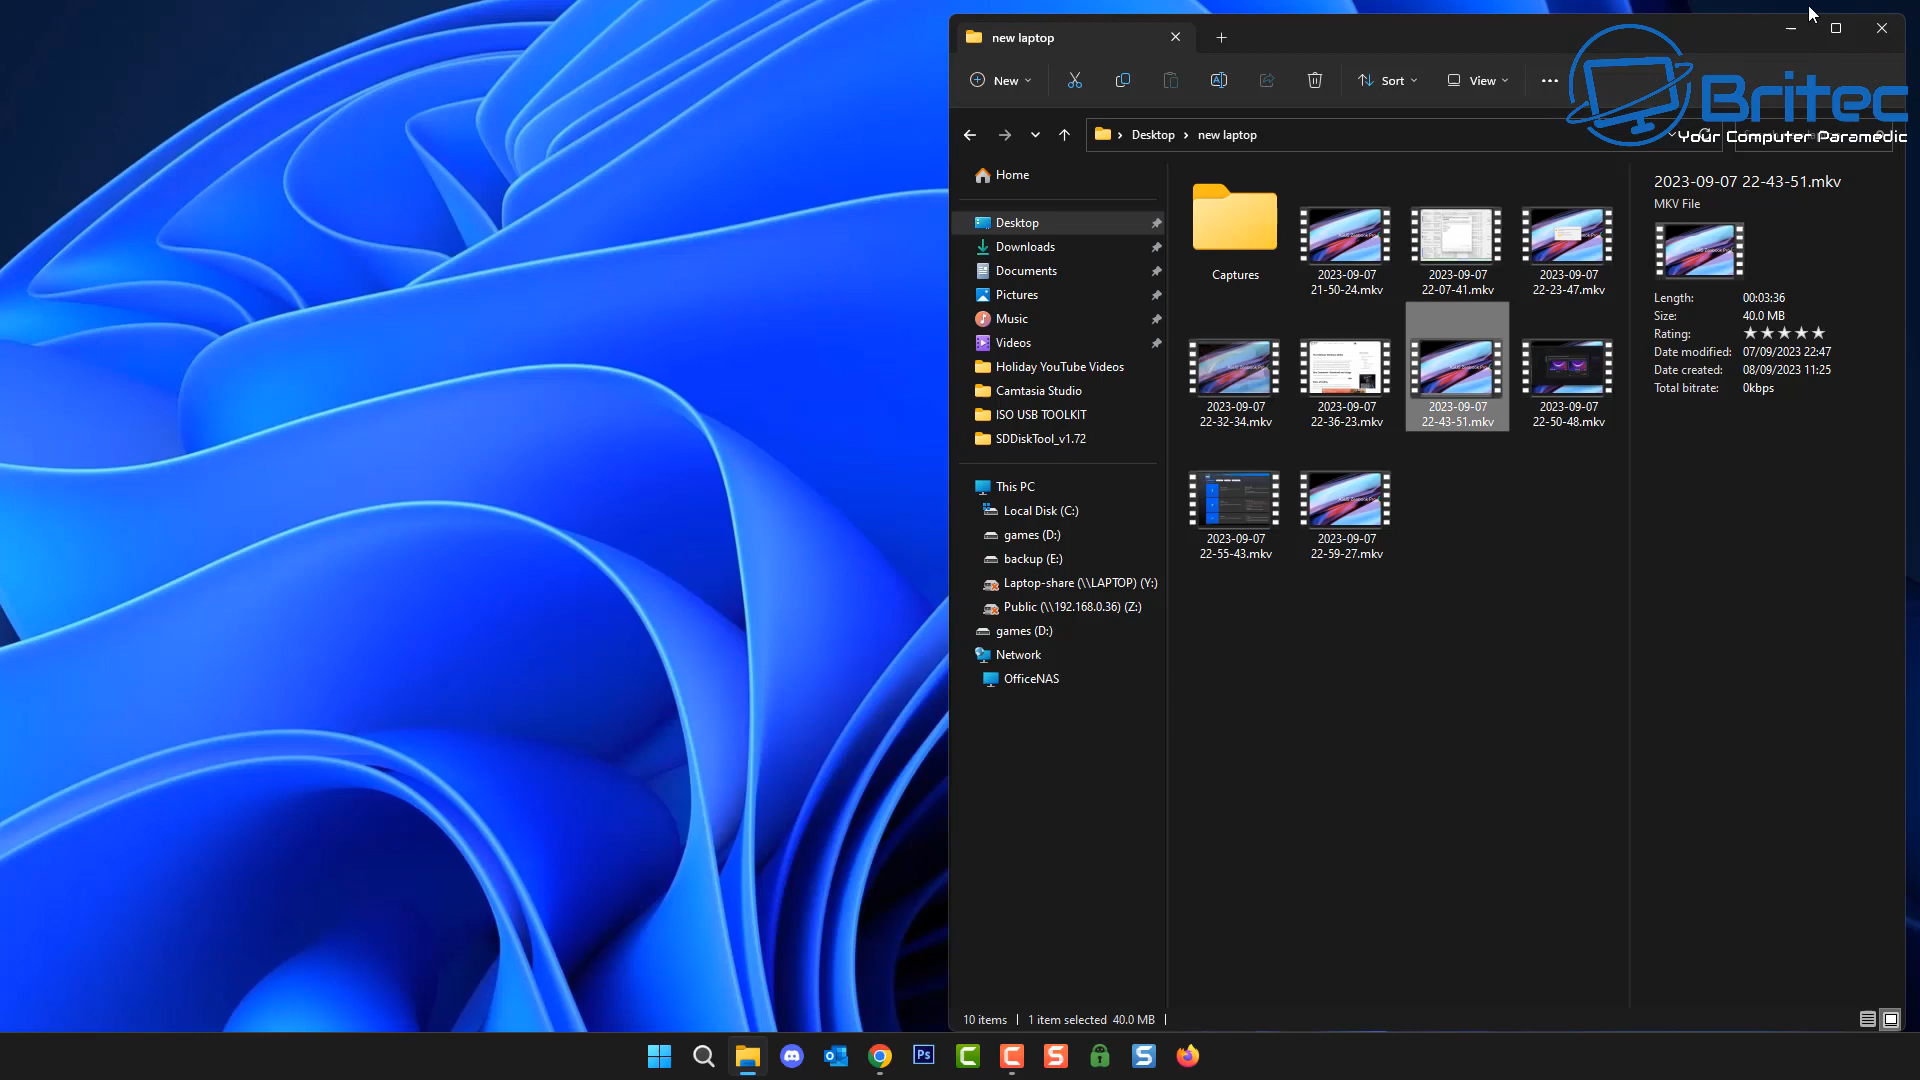 new laptop
New
Sort
View
Britec
Your Computer Paramedic
Desktop
new laptop
Home
Desktop
Downloads
Documents
Pictures
Music
Videos
Holiday YouTube Videos
Camtasia Studio
ISO USB TOOLKIT
SDDiskTool_v1.72
This PC
Local Disk (C:)
games (D:)
backup (E:)
Laptop-share (\\LAPTOP) (Y:)
Public (\\192.168.0.36) (Z:)
games (D:)
Network
OfficeNAS
Captures
2023-09-07
21-50-24.mkv
2023-09-07
22-07-41.mkv
2023-09-07
22-23-47.mkv
2023-09-07
22-32-34.mkv
2023-09-07
22-36-23.mkv
2023-09-07
22-43-51.mkv
2023-09-07
22-50-48.mkv
2023-09-07
22-55-43.mkv
2023-09-07
22-59-27.mkv
2023-09-07 22-43-51.mkv
MKV File
Length: 00:03:36
Size: 40.0 MB
Rating:
Date modified: 07/09/2023 22:47
Date created: 08/09/2023 11:25
Total bitrate: 0kbps
10 items
1 item selected 40.0 MB
Ps